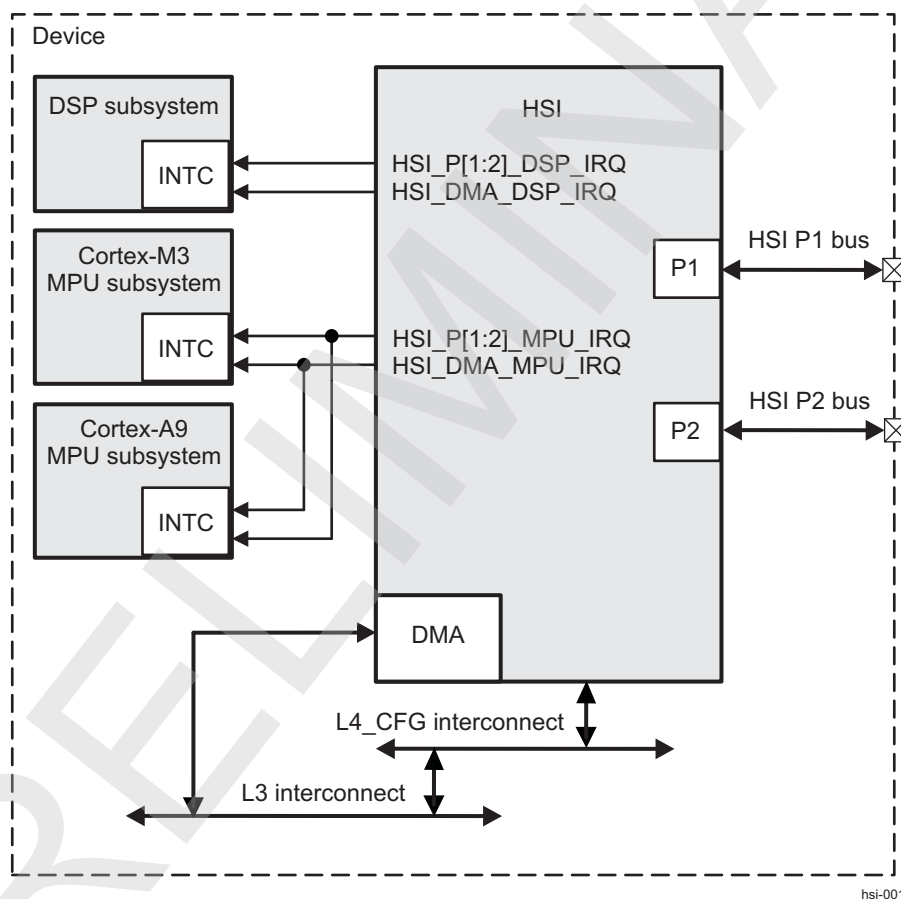 Device
DSP subsystem
INTC
Cortex-M3
MPU subsystem
INTC
Cortex-A9
MPU subsystem
INTC
HSI
HSI_P[1:2]_DSP_IRQ
HSI_DMA_DSP_IRQ
HSI_P[1:2]_MPU_IRQ
HSI_DMA_MPU_IRQ
P1
HSI P1 bus
P2
HSI P2 bus
DMA
L4_CFG interconnect
L3 interconnect
hsi-001
RELIMINA